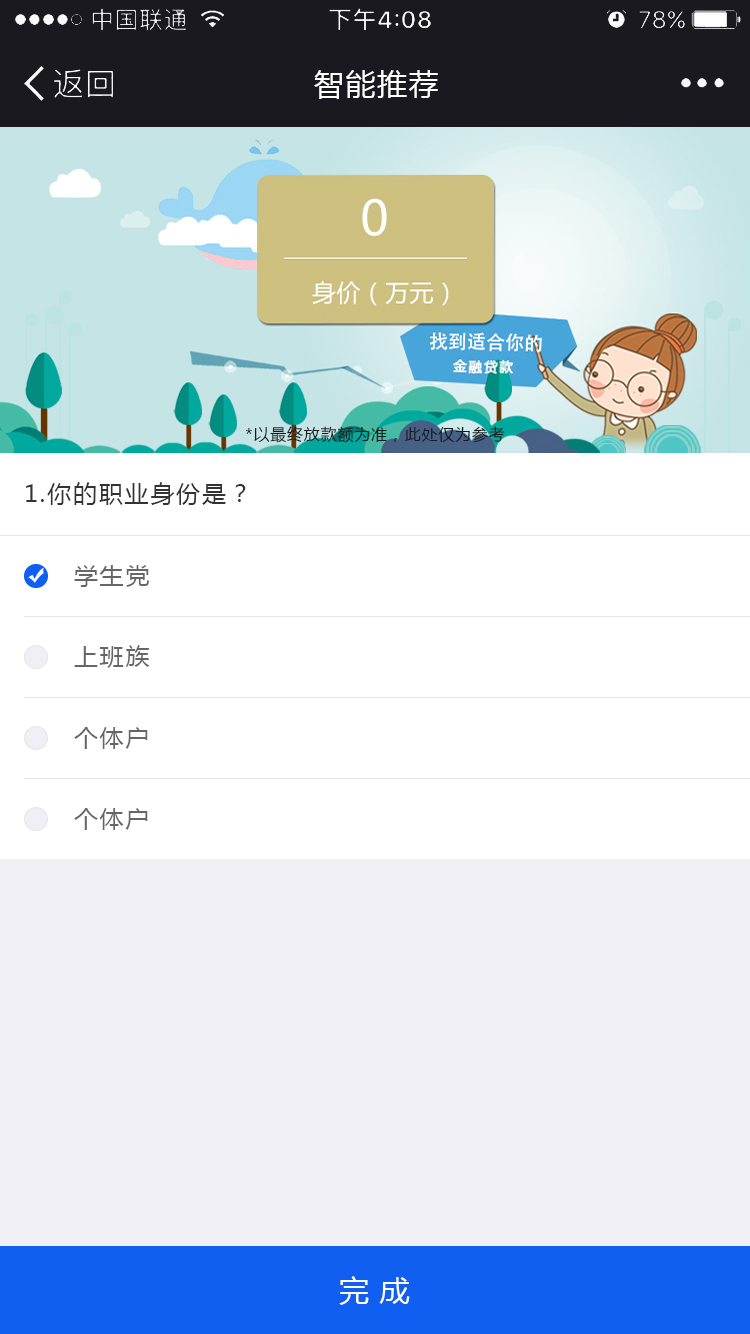 中国联通 下午4:08 78%
返回 智能推荐
0
身价（万元）
找到适合你的
金融贷款
*以最终放款额为准，此处仅为参考
1.你的职业身份是？
学生党
上班族
个体户
个体户
完成